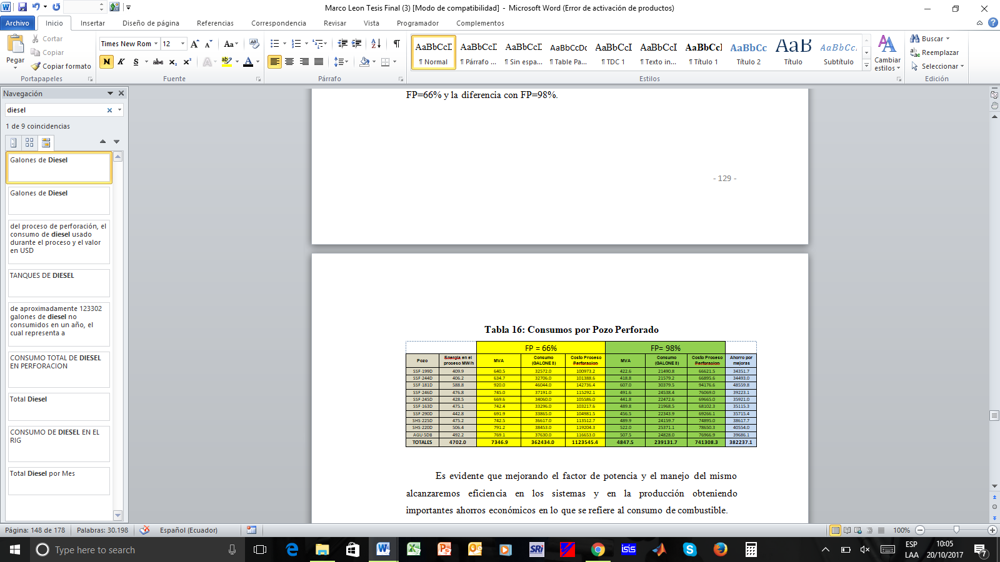 Marco Leon Tesis Final (3) [Modo de compatibilidad] - Microsoft Word (Error de activación de productos)
Archivo Inicio Insertar Diseño de página Referencias Correspondencia Revisar Vista Programador Complementos
Pegar
Cortar
Copiar
Copiar formato
Portapapeles
Times New Rom 12
N K S abc x₂ x²
Fuente
Párrafo
AaBbCcI AaBbCcI AaBbCcI AaBbCcDc AaBbCcI AaBbCcI AaBbCcI AaBbCc AaB AaBbCc.
¶ Normal ¶ Párrafo ... ¶ Sin espa... ¶ Table Pa... ¶ TDC 1 ¶ Texto in... ¶ Título 1 Título 2 Título Subtítulo
Estilos
Cambiar estilos
Buscar
Reemplazar
Seleccionar
Edición
Navegación
diesel
1 de 9 coincidencias
Galones de Diesel
Galones de Diesel
del proceso de perforación, el
consumo de diesel usado
durante el proceso y el valor
en USD
TANQUES DE DIESEL
de aproximadamente 123302
galones de diesel no
consumidos en un año, el
cual representa a
CONSUMO TOTAL DE DIESEL
EN PERFORACION
Total Diesel
CONSUMO DE DIESEL EN EL
RIG
Total Diesel por Mes
FP=66% y la diferencia con FP=98%.
- 129 -
Tabla 16: Consumos por Pozo Perforado
FP = 66% FP= 98%
Pozo Energia en el proceso MW/h MVA Consumo (GALONE S) Costo Proceso Perforacion MVA Consumo (GALONE S) Costo Proceso Perforacion Ahorro por mejoras
SSF-199D 409.9 640.5 32572.0 100973.2 422.6 21490.8 66621.5 34351.7
SSF-244D 406.2 634.7 32706.0 101388.6 418.8 21579.2 66895.6 34493.0
SSF-181D 588.8 920.0 46044.0 142736.4 607.0 30379.5 94176.6 48559.8
SSF-246D 476.8 745.0 37191.0 115292.1 491.6 24538.4 76069.0 39223.1
SSF-245D 428.5 669.6 34060.0 105586.0 441.8 22472.6 69665.0 35921.0
SSF-163D 475.1 742.4 33296.0 103217.6 489.8 21968.5 68102.3 35115.3
SSF-290D 442.8 691.9 33865.0 104981.5 456.5 22343.9 69266.1 35715.4
SHS-225D 475.2 742.5 36617.0 113512.7 489.9 24159.7 74895.0 38617.7
SHS-220D 506.4 791.2 38453.0 119204.3 522.0 25371.1 78650.3 40554.0
AGU-5DB 492.2 769.1 37630.0 116653.0 507.5 24828.0 76966.9 39686.1
TOTALES 4702.0 7346.9 362434.0 1123545.4 4847.5 239131.7 741308.3 382237.1
Es evidente que mejorando el factor de potencia y el manejo del mismo
alcanzaremos eficiencia en los sistemas y en la producción obteniendo
importantes ahorros económicos en lo que se refiere al consumo de combustible.
Página: 148 de 178 Palabras: 30.198 Español (Ecuador) 100%
Type here to search
ESP
LAA
10:05
20/10/2017
7